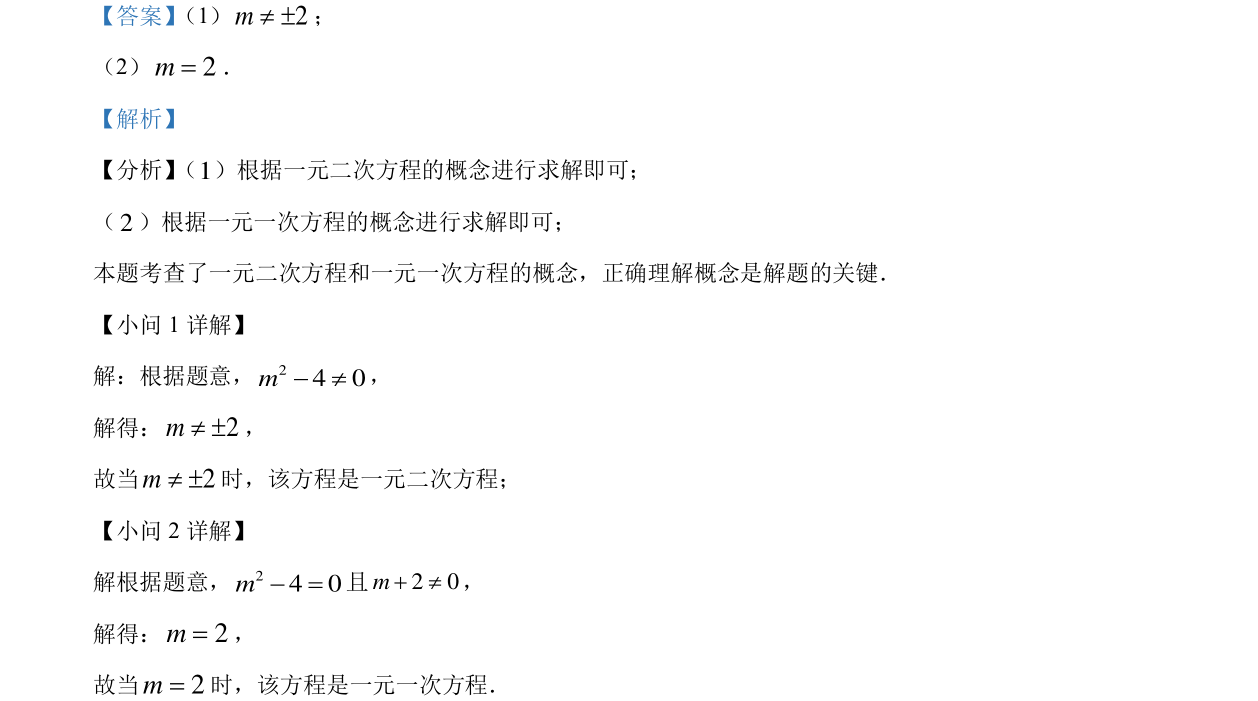 【答案】（1）m ≠ ±2；
（2） m = 2．
【解析】
【分析】（1）根据一元二次方程的概念进行求解即可；
（2）根据一元一次方程的概念进行求解即可；
本题考查了一元二次方程和一元一次方程的概念，正确理解概念是解题的关键．
【小问 1 详解】
解：根据题意， m² − 4 ≠ 0，
解得： m ≠ ±2，
故当m ≠ ±2时，该方程是一元二次方程；
【小问 2 详解】
解根据题意， m² − 4 = 0且m + 2 ≠ 0，
解得： m = 2，
故当m = 2时，该方程是一元一次方程．